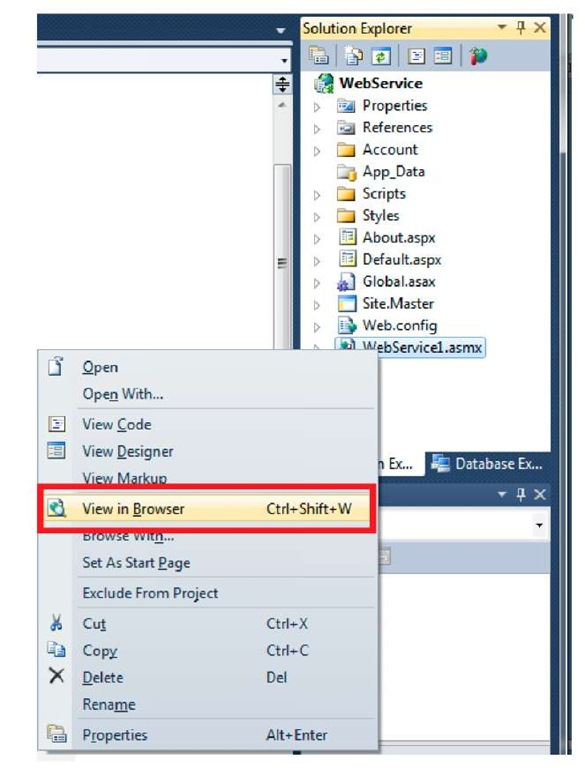 Solution Explorer
WebService
Properties
References
Account
App_Data
Scripts
Styles
About.aspx
Default.aspx
Global.asax
Site.Master
Web.config
WebService1.asmx
n Ex...
Database Ex...
Open
Open With...
View Code
View Designer
View Markup
View in Browser Ctrl+Shift+W
Browse With...
Set As Start Page
Exclude From Project
Cut Ctrl+X
Copy Ctrl+C
Delete Del
Rename
Properties Alt+Enter